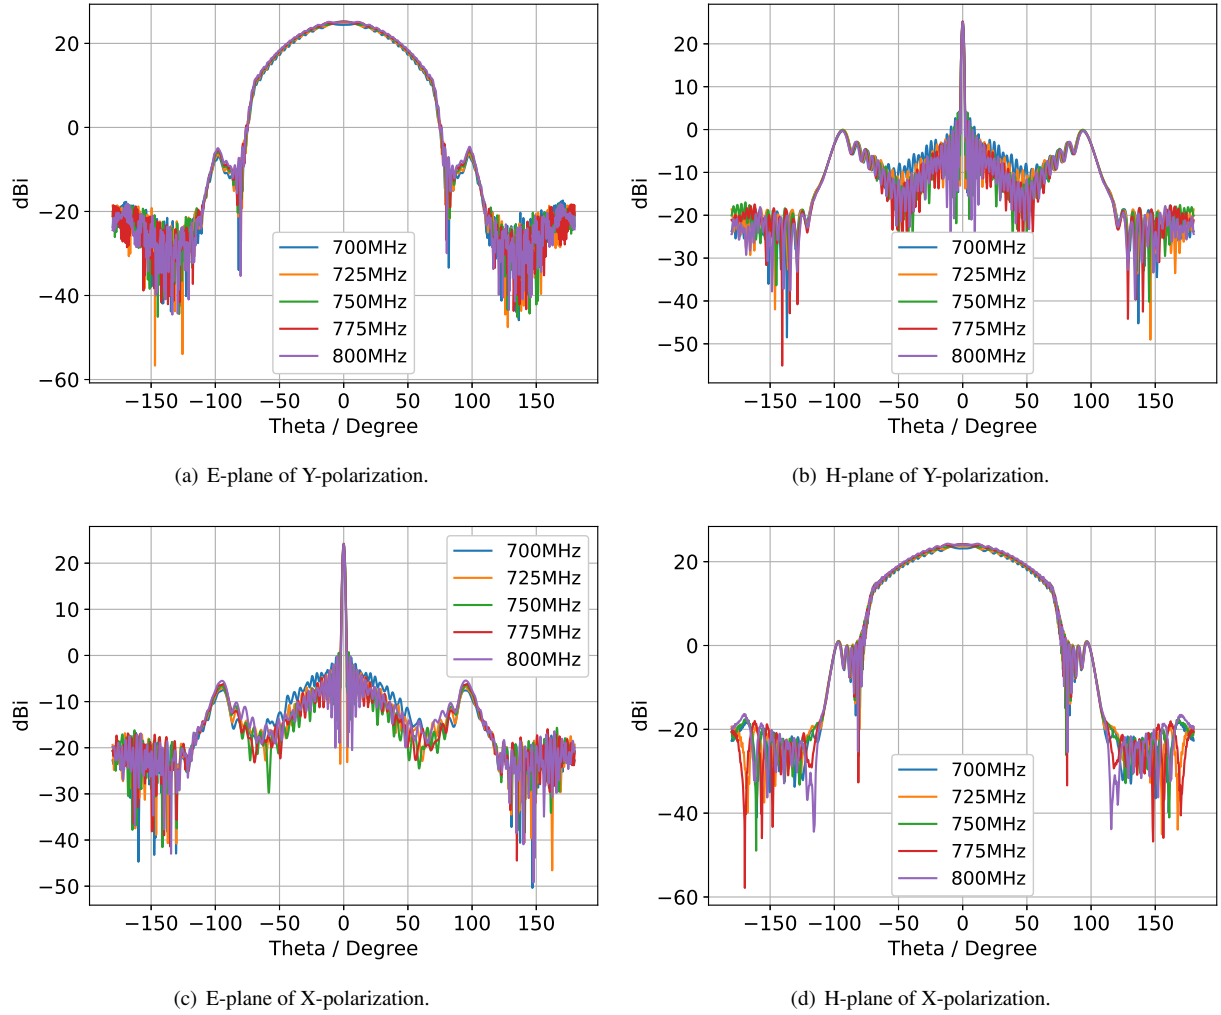 20
0
−20
−40
−60
dBi
−150
−100
−50
0
50
100
150
Theta / Degree
700MHz
725MHz
750MHz
775MHz
800MHz
(a) E-plane of Y-polarization.
20
10
0
−10
−20
−30
−40
−50
dBi
−150
−100
−50
0
50
100
150
Theta / Degree
700MHz
725MHz
750MHz
775MHz
800MHz
(b) H-plane of Y-polarization.
20
10
0
−10
−20
−30
−40
−50
dBi
−150
−100
−50
0
50
100
150
Theta / Degree
700MHz
725MHz
750MHz
775MHz
800MHz
(c) E-plane of X-polarization.
20
0
−20
−40
−60
dBi
−150
−100
−50
0
50
100
150
Theta / Degree
700MHz
725MHz
750MHz
775MHz
800MHz
(d) H-plane of X-polarization.